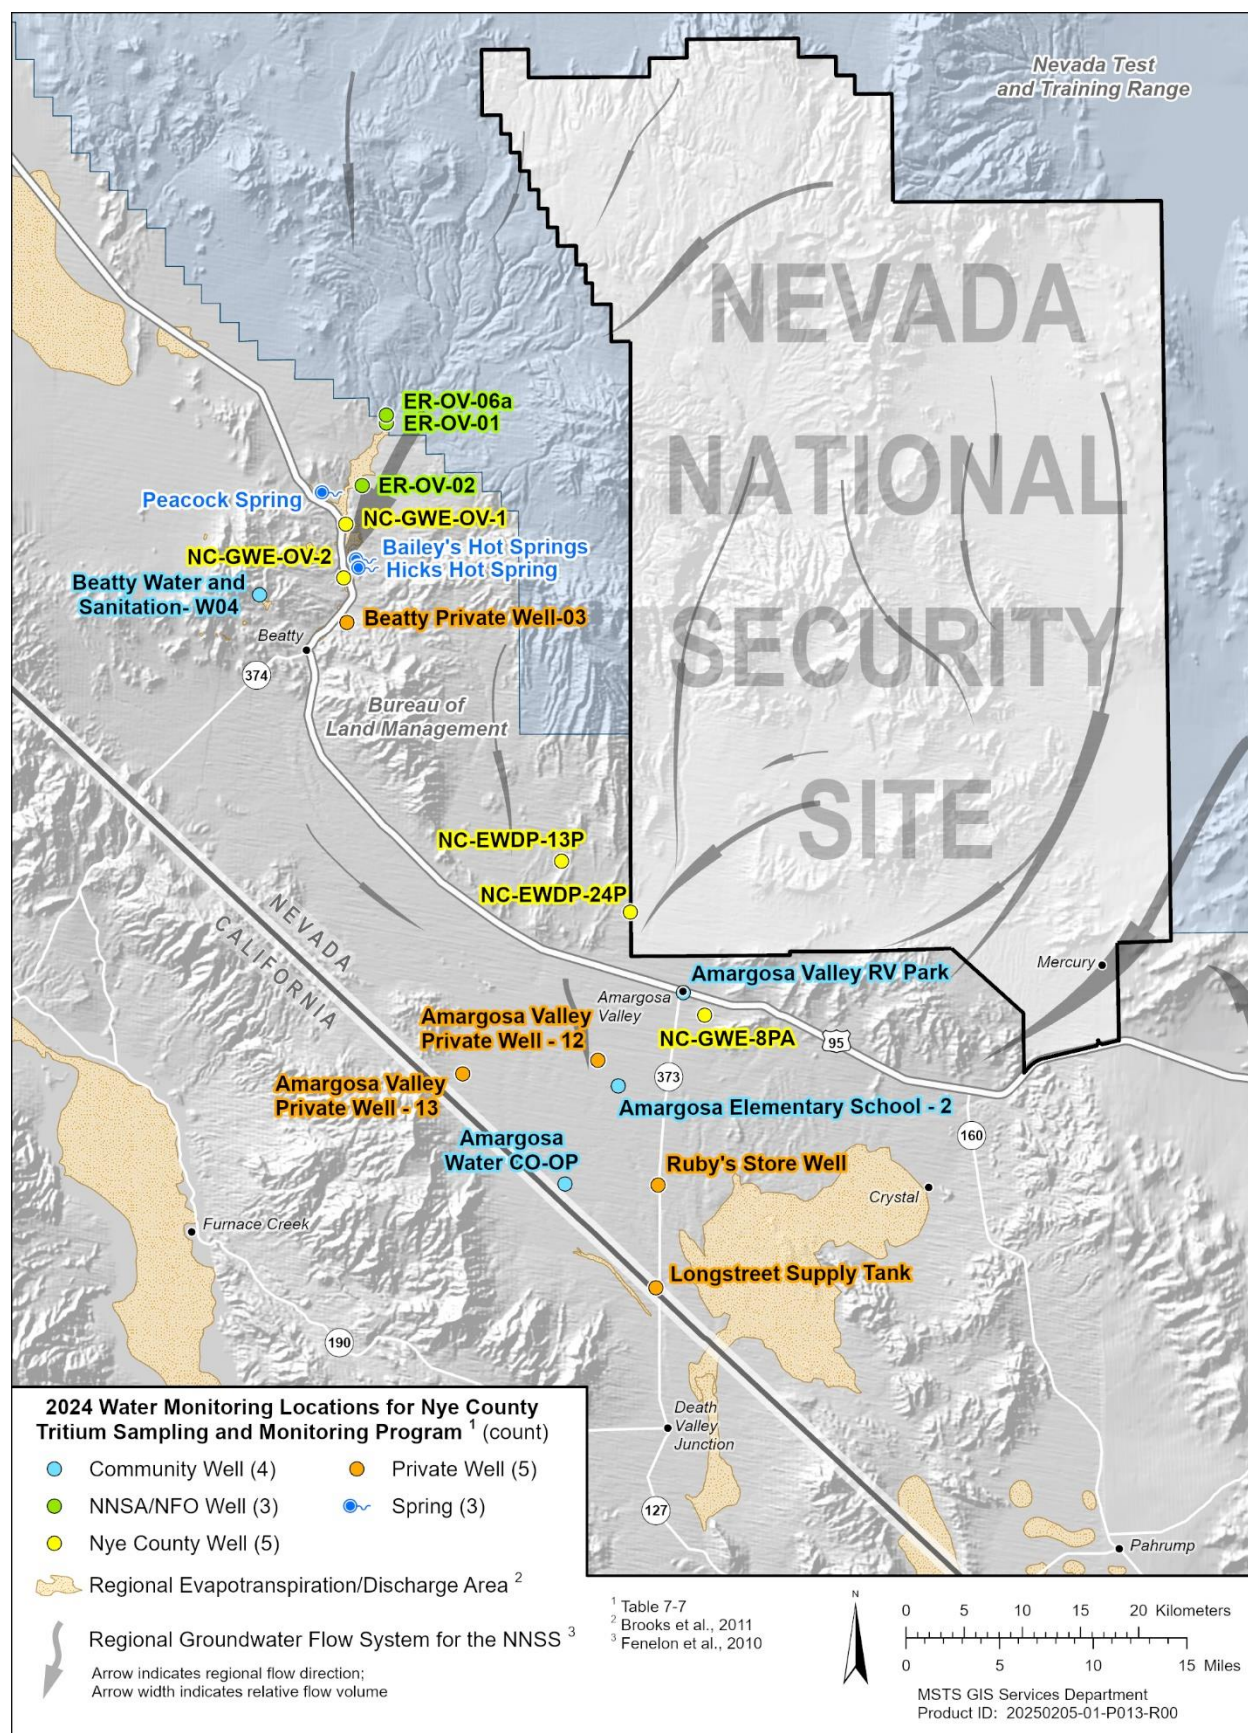 Nevada Test
and Training Range
NEVADA
NATIONAL
SECURITY
SITE
ER-OV-06a
ER-OV-01
ER-OV-02
Peacock Spring
NC-GWE-OV-1
NC-GWE-OV-2
Bailey's Hot Springs
Hicks Hot Spring
Beatty Water and
Sanitation- W04
Beatty Private Well-03
Beatty
374
Bureau of
Land Management
NC-EWDP-13P
NC-EWDP-24P
NEVADA
CALIFORNIA
Mercury
Amargosa Valley RV Park
Amargosa
Valley
NC-GWE-8PA
95
Amargosa Valley
Private Well - 12
373
Amargosa Valley
Private Well - 13
Amargosa Elementary School - 2
160
Amargosa
Water CO-OP
Ruby's Store Well
Crystal
Furnace Creek
Longstreet Supply Tank
190
Death
Valley
Junction
127
Pahrump
2024 Water Monitoring Locations for Nye County
Tritium Sampling and Monitoring Program 1 (count)
Community Well (4)
Private Well (5)
NNSA/NFO Well (3)
Spring (3)
Nye County Well (5)
Regional Evapotranspiration/Discharge Area 2
Regional Groundwater Flow System for the NNSS 3
Arrow indicates regional flow direction;
Arrow width indicates relative flow volume
1 Table 7-7
2 Brooks et al., 2011
3 Fenelon et al., 2010
N
0 5 10 15 20 Kilometers
0 5 10 15 Miles
MSTS GIS Services Department
Product ID: 20250205-01-P013-R00